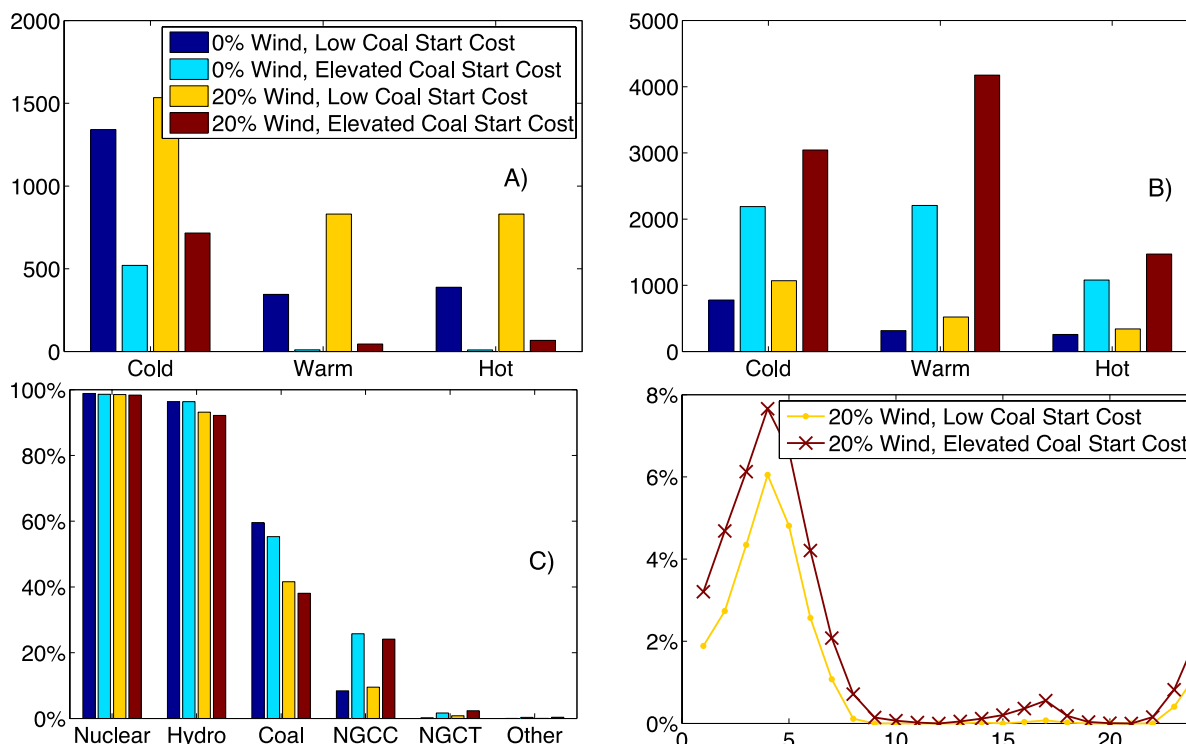 2000
1500
1000
500
0
0% Wind, Low Coal Start Cost
0% Wind, Elevated Coal Start Cost
20% Wind, Low Coal Start Cost
20% Wind, Elevated Coal Start Cost
A)
Cold Warm Hot
5000
4000
3000
2000
1000
0
B)
Cold Warm Hot
100%
80%
60%
40%
20%
0%
C)
Nuclear Hydro Coal NGCC NGCT Other
8%
6%
4%
2%
0%
20% Wind, Low Coal Start Cost
20% Wind, Elevated Coal Start Cost
0 5 10 15 20